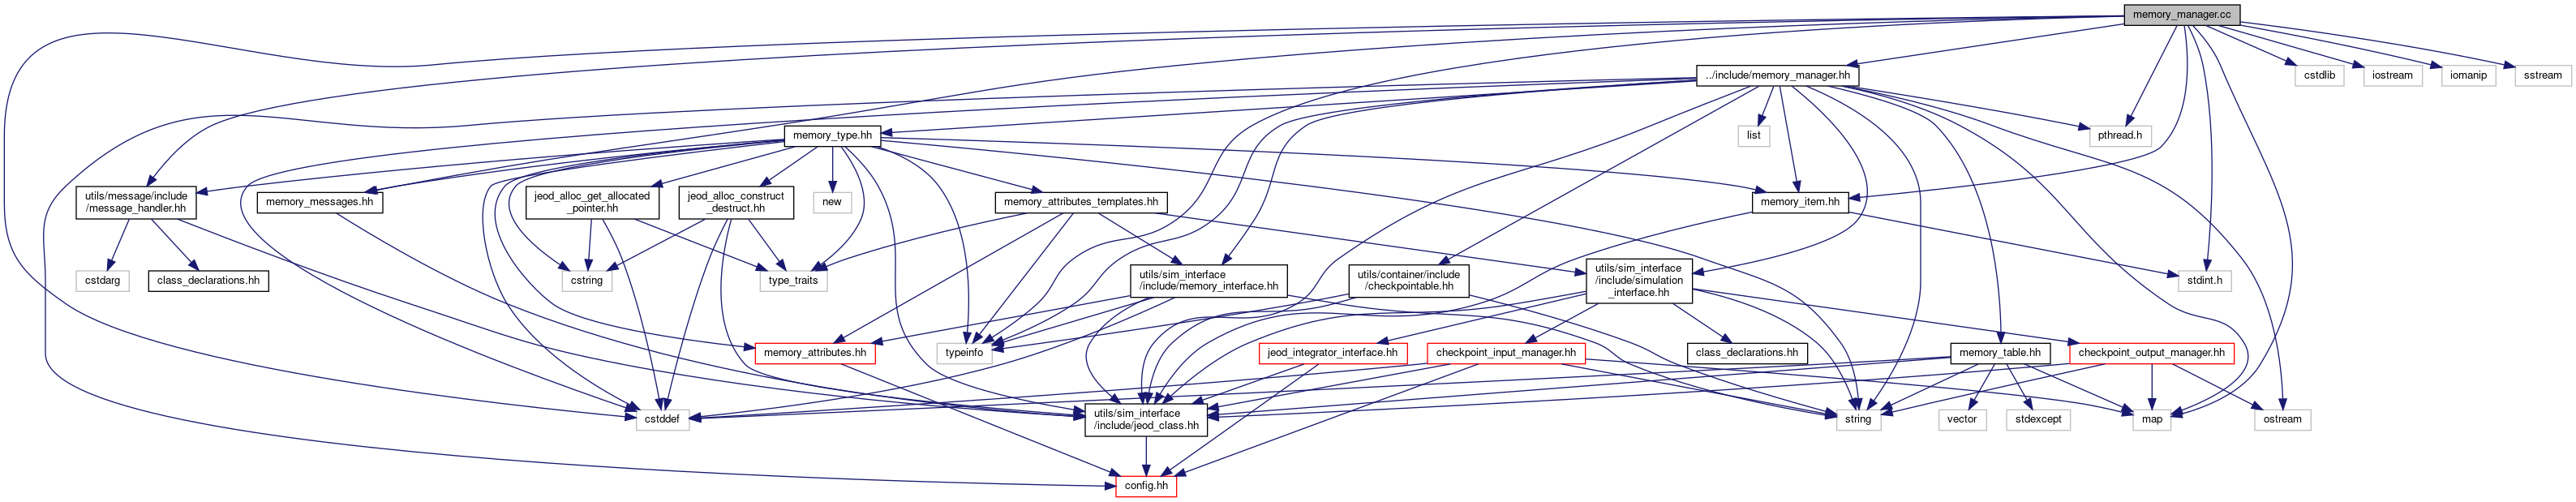 memory_manager.cc
../include/memory_manager.hh
cstdlib
iostream
iomanip
sstream
memory_type.hh
list
pthread.h
utils/message/include
/message_handler.hh
memory_messages.hh
jeod_alloc_get_allocated
_pointer.hh
jeod_alloc_construct
_destruct.hh
new
memory_attributes_templates.hh
memory_item.hh
cstdarg
class_declarations.hh
cstring
type_traits
utils/sim_interface
/include/memory_interface.hh
utils/container/include
/checkpointable.hh
utils/sim_interface
/include/simulation
_interface.hh
stdint.h
memory_attributes.hh
typeinfo
jeod_integrator_interface.hh
checkpoint_input_manager.hh
class_declarations.hh
memory_table.hh
checkpoint_output_manager.hh
cstddef
utils/sim_interface
/include/jeod_class.hh
string
vector
stdexcept
map
ostream
config.hh